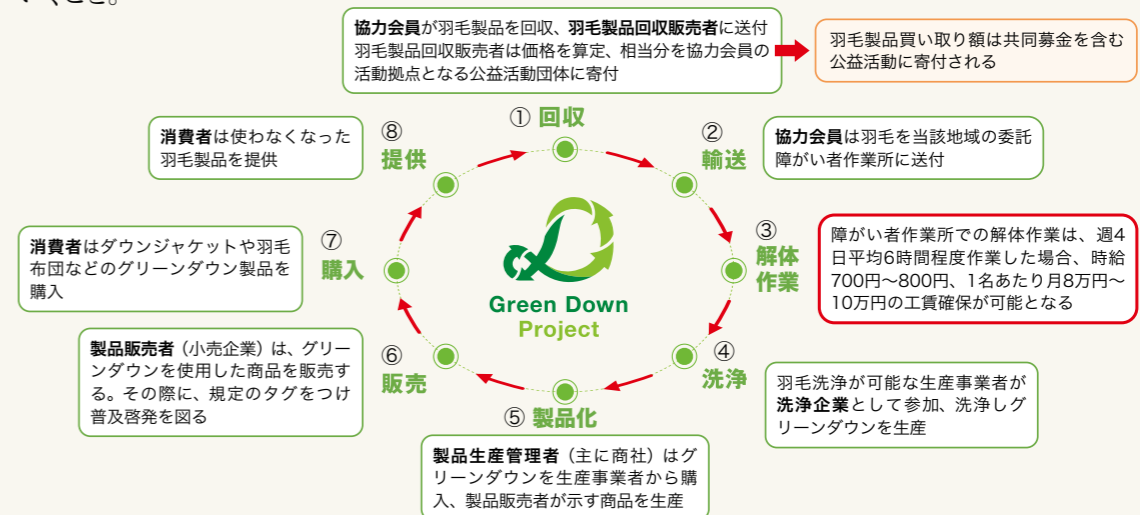 いくこと。
協力会員が羽毛製品を回収、羽毛製品回収販売者に送付
羽毛製品回収販売者は価格を算定、相当分を協力会員の
活動拠点となる公益活動団体に寄付
羽毛製品買い取り額は共同募金を含む
公益活動に寄付される
① 回収
②
輸送
協力会員は羽毛を当該地域の委託
障がい者作業所に送付
③
解体
作業
障がい者作業所での解体作業は、週4
日平均6時間程度作業した場合、時給
700円〜800円、1名あたり月8万円〜
10万円の工賃確保が可能となる
④
洗浄
羽毛洗浄が可能な生産事業者が
洗浄企業として参加、洗浄しグ
リーンダウンを生産
⑤ 製品化
製品生産管理者（主に商社）はグ
リーンダウンを生産事業者から購
入、製品販売者が示す商品を生産
⑥
販売
製品販売者（小売企業）は、グリー
ンダウンを使用した商品を販売す
る。その際に、規定のタグをつけ
普及啓発を図る
⑦
購入
消費者はダウンジャケットや羽毛
布団などのグリーンダウン製品を
購入
⑧
提供
消費者は使わなくなった
羽毛製品を提供
Green Down
Project